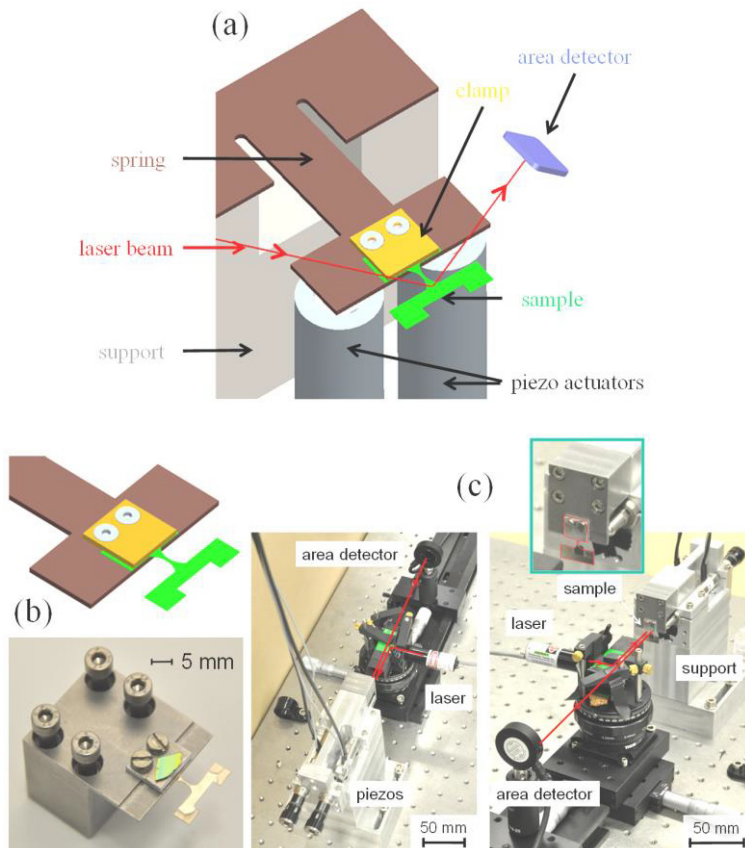 (a)
area detector
clamp
spring
laser beam
sample
support
piezo actuators
(b)
5 mm
(c)
area detector
laser
piezos
50 mm
sample
laser
support
area detector
50 mm